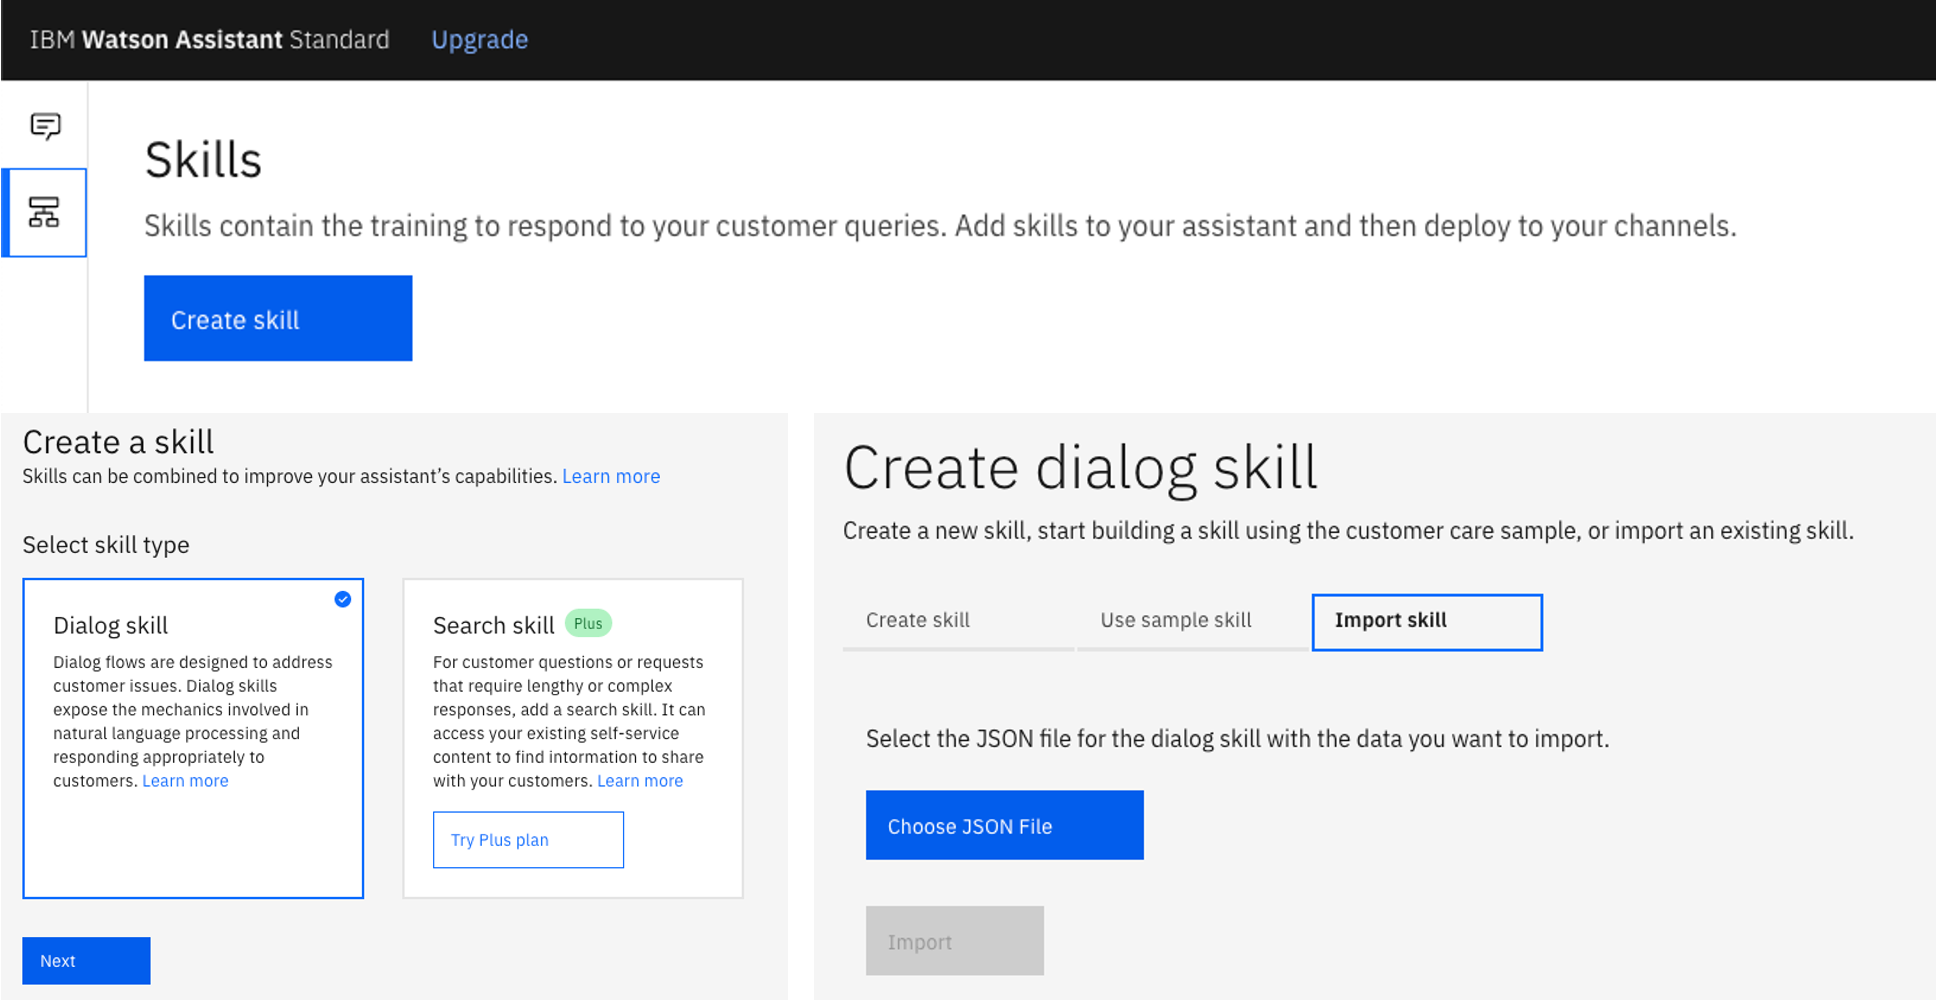 IBM Watson Assistant Standard Upgrade
Skills
Skills contain the training to respond to your customer queries. Add skills to your assistant and then deploy to your channels.
Create skill
Create a skill
Skills can be combined to improve your assistant’s capabilities. Learn more
Select skill type
Dialog skill
Dialog flows are designed to address
customer issues. Dialog skills
expose the mechanics involved in
natural language processing and
responding appropriately to
customers. Learn more
Search skill Plus
For customer questions or requests
that require lengthy or complex
responses, add a search skill. It can
access your existing self-service
content to find information to share
with your customers. Learn more
Try Plus plan
Next
Create dialog skill
Create a new skill, start building a skill using the customer care sample, or import an existing skill.
Create skill Use sample skill Import skill
Select the JSON file for the dialog skill with the data you want to import.
Choose JSON File
Import